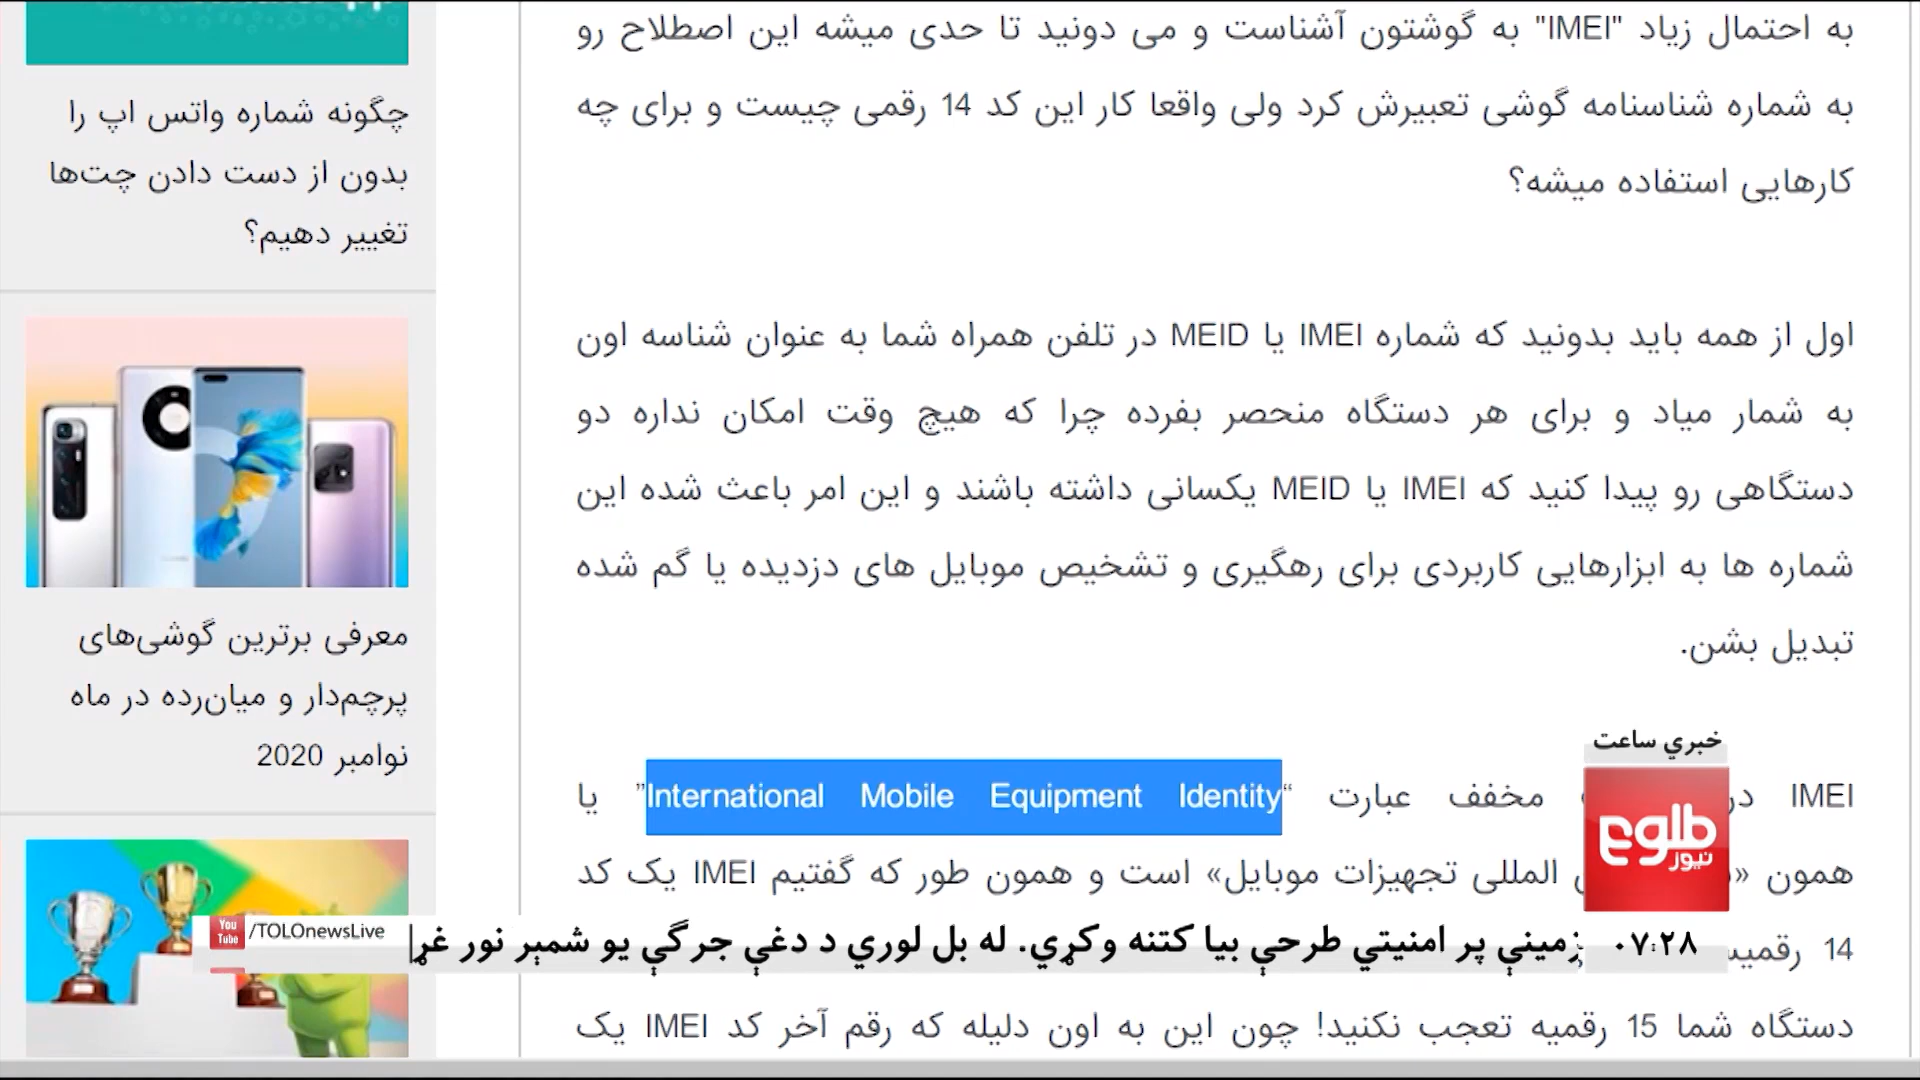 به احتمال زیاد "IMEI" به گوشتون آشناست و می دونید تا حدی میشه این اصطلاح رو
به شماره شناسنامه گوشی تعبیرش کرد ولی واقعا کار این کد 14 رقمی چیست و برای چه
کارهایی استفاده میشه؟
اول از همه باید بدونید که شماره IMEI یا MEID در تلفن همراه شما به عنوان شناسه اون
به شمار میاد و برای هر دستگاه منحصر بفرده چرا که هیچ وقت امکان نداره دو
دستگاهی رو پیدا کنید که IMEI یا MEID یکسانی داشته باشند و این امر باعث شده این
شماره ها به ابزارهایی کاربردی برای رهگیری و تشخیص موبایل های دزدیده یا گم شده
تبدیل بشن.
IMEI مخفف عبارت “International Mobile Equipment Identity” یا
همون المللی تجهیزات موبایل» است و همون طور که گفتیم IMEI یک کد
14
دستگاه شما 15 رقمیه تعجب نکنید! چون این به اون دلیله که رقم آخر کد IMEI یک
چگونه شماره واتس اپ را
بدون از دست دادن چت‌ها
تغییر دهیم؟
معرفی برترین گوشی‌های
پرچم‌دار و میان‌رده در ماه
نوامبر 2020
خبري ساعت
طلوع
نیوز
۰۷:۲۸
زمینې پر امنیتي طرحې بیا کتنه وکړي. له بل لوري د دغې جرګې یو شمېر نور غړ
You Tube /TOLOnewsLive